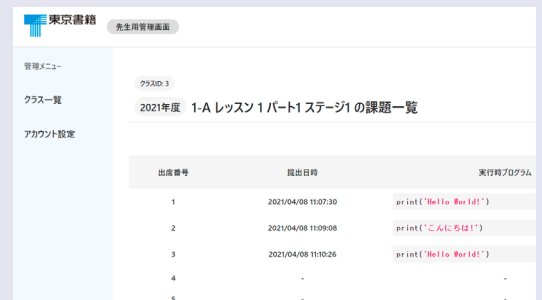 東京書籍 先生用管理画面
管理メニュー
クラスID: 3
クラス一覧
2021年度 1-A レッスン 1 パート1 ステージ1 の課題一覧
アカウント設定
出席番号 提出日時 実行時プログラム
1 2021/04/08 11:07:30 print('Hello World!')
2 2021/04/08 11:09:08 print('こんにちは!')
3 2021/04/08 11:10:26 print('Hello World!')
4 - -
5 - -